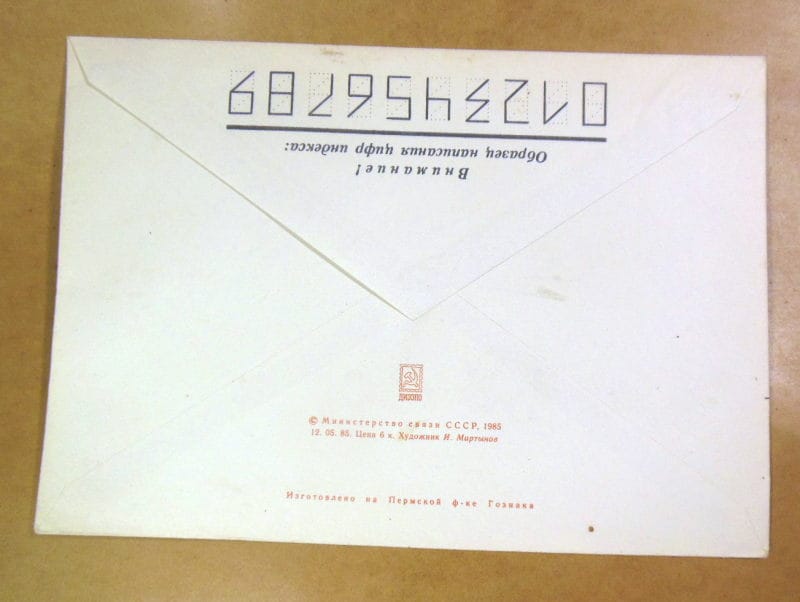 Внимание!
Образец написания цифр индекса:
0123456789
ДИЭЗПО
© Министерство связи СССР, 1985
12. 05. 85. Цена 6 к. Художник И. Мартынов
Изготовлено на Пермской ф-ке Гознака